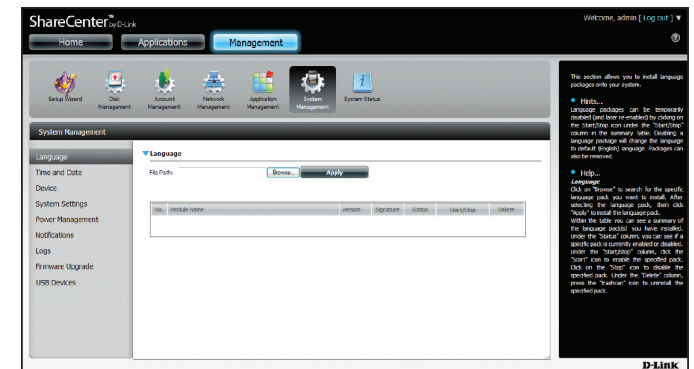 ShareCenter™ by D-Link
Welcome, admin [ Log out ] ▼
Home
Applications
Management
Setup Wizard
Disk Management
Account Management
Network Management
Application Management
System Management
System Status
System Management
Language
Time and Date
Device
System Settings
Power Management
Notifications
Logs
Firmware Upgrade
USB Devices
▼Language
File Path:
Browse...
Apply
No. Module Name Version Signature Status Start/Stop Delete
This section allows you to install language
packages onto your system.
Hints...
Language packages can be temporarily
disabled (and later re-enabled) by clicking on
the Start/Stop icon under the "Start/Stop"
column in the summary table. Disabling a
language package will change the language
to default (English) language. Packages can
also be removed.
Help...
Language
Click on "Browse" to search for the specific
language pack you want to install. After
selecting the language pack, then click
"Apply" to install the language pack.
Within the table you can see a summary of
the language pack(s) you have installed.
Under the "Status" column, you can see if a
specific pack is currently enabled or disabled.
Under the "Start/Stop" column, click the
"Start" icon to enable the specified pack.
Click on the "Stop" icon to disable the
specified pack. Under the "Delete" column,
press the "trashcan" icon to uninstall the
specified pack.
D-Link